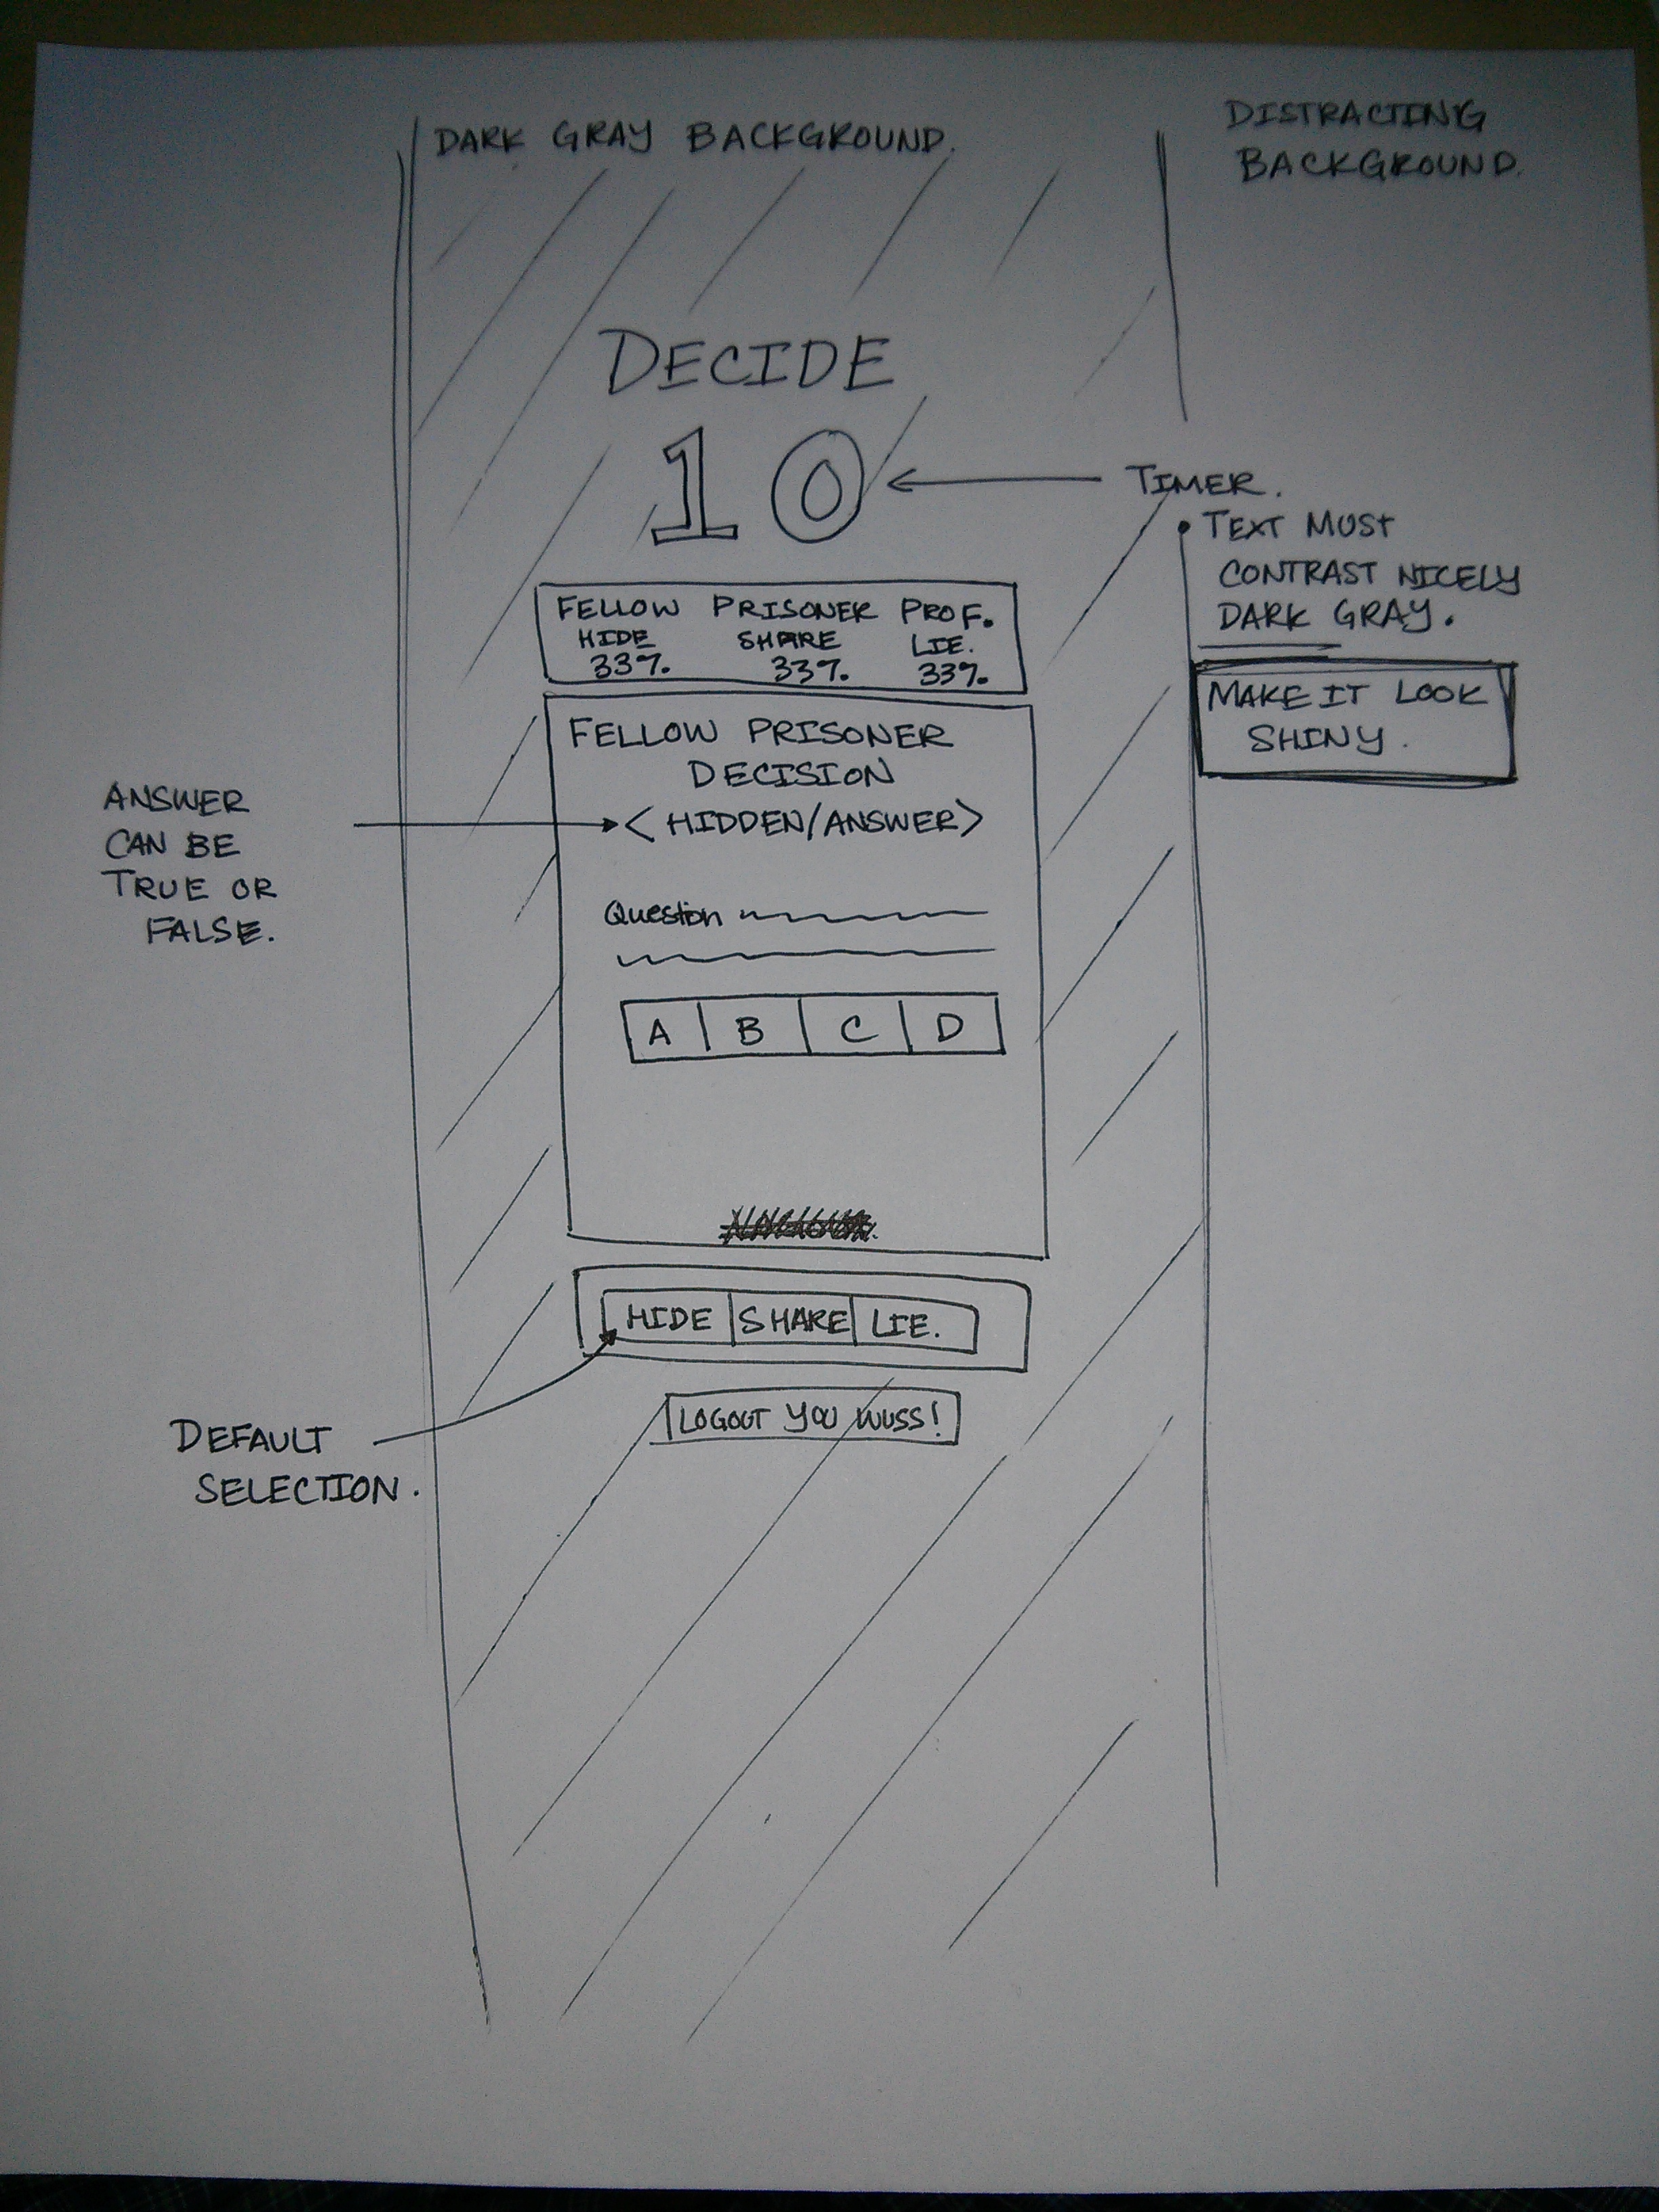 DARK GRAY BACKGROUND.
DISTRACTING
BACKGROUND.
DECIDE
10
TIMER.
• TEXT MUST
CONTRAST NICELY
DARK GRAY.
MAKE IT LOOK
SHINY.
FELLOW PRISONER PROF.
HIDE SHARE LIE.
33% 33% 33%
FELLOW PRISONER
DECISION
< HIDDEN/ANSWER>
ANSWER
CAN BE
TRUE OR
FALSE.
Question
A B C D
HIDE SHARE LIE.
DEFAULT
SELECTION.
LOGOUT YOU WUSS!